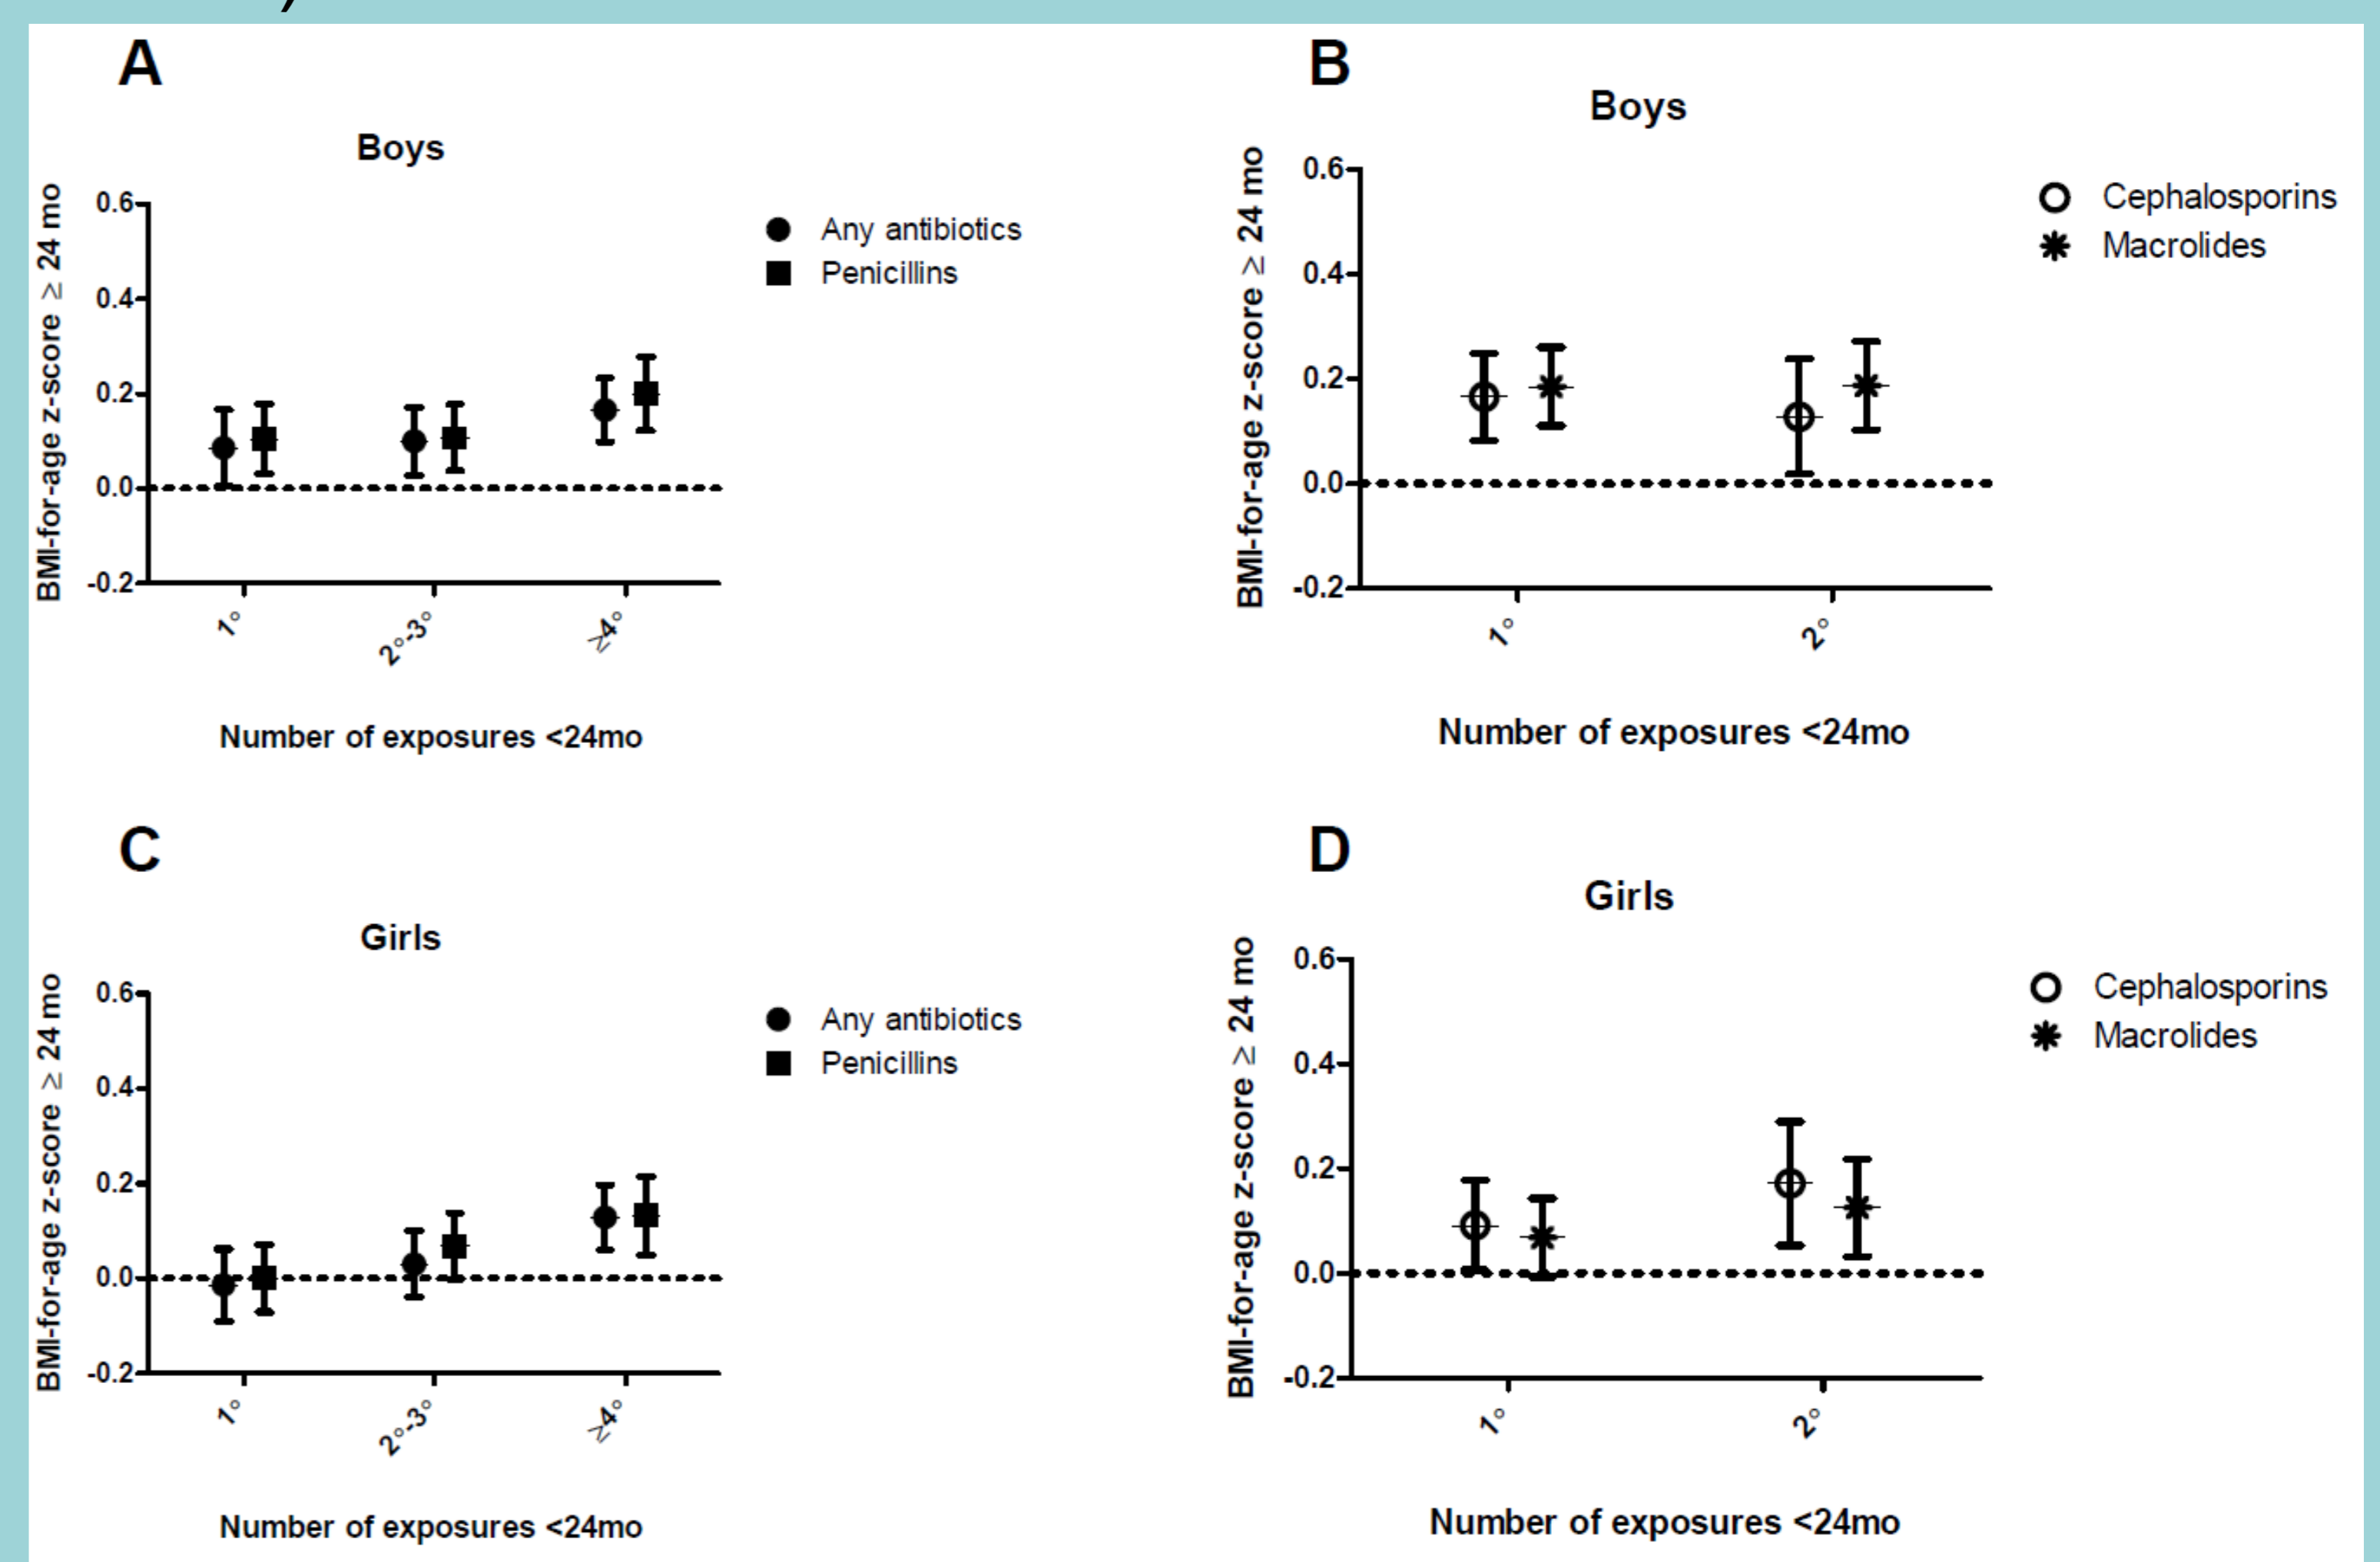 A
Boys
BMI-for-age z-score ≥ 24 mo
0.6
0.4
0.2
0.0
-0.2
1°
2°-3°
≥4°
Number of exposures <24mo
Any antibiotics
Penicillins
B
Boys
BMI-for-age z-score ≥ 24 mo
0.6
0.4
0.2
0.0
-0.2
1°
2°
Number of exposures <24mo
Cephalosporins
Macrolides
C
Girls
BMI-for-age z-score ≥ 24 mo
0.6
0.4
0.2
0.0
-0.2
1°
2°-3°
≥4°
Number of exposures <24mo
Any antibiotics
Penicillins
D
Girls
BMI-for-age z-score ≥ 24 mo
0.6
0.4
0.2
0.0
-0.2
1°
2°
Number of exposures <24mo
Cephalosporins
Macrolides